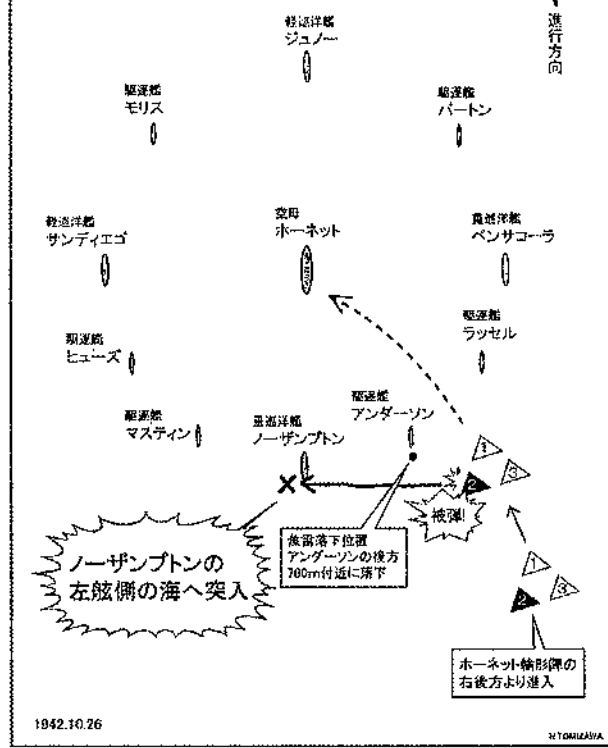 進行方向
軽巡洋艦
ジュノー
駆逐艦
モリス
駆逐艦
バートン
軽巡洋艦
サンディエゴ
空母
ホーネット
重巡洋艦
ペンサコーラ
駆逐艦
ラッセル
駆逐艦
ヒューズ
駆逐艦
マスティン
重巡洋艦
ノーザンプトン
駆逐艦
アンダーソン
1
2
3
被弾!
ノーザンプトンの
左舷側の海へ突入
魚雷落下位置
アンダーソンの後方
700m付近に落下
1
2
3
ホーネット輪形陣の
右後方より進入
1942.10.26
H TOMIZAWA